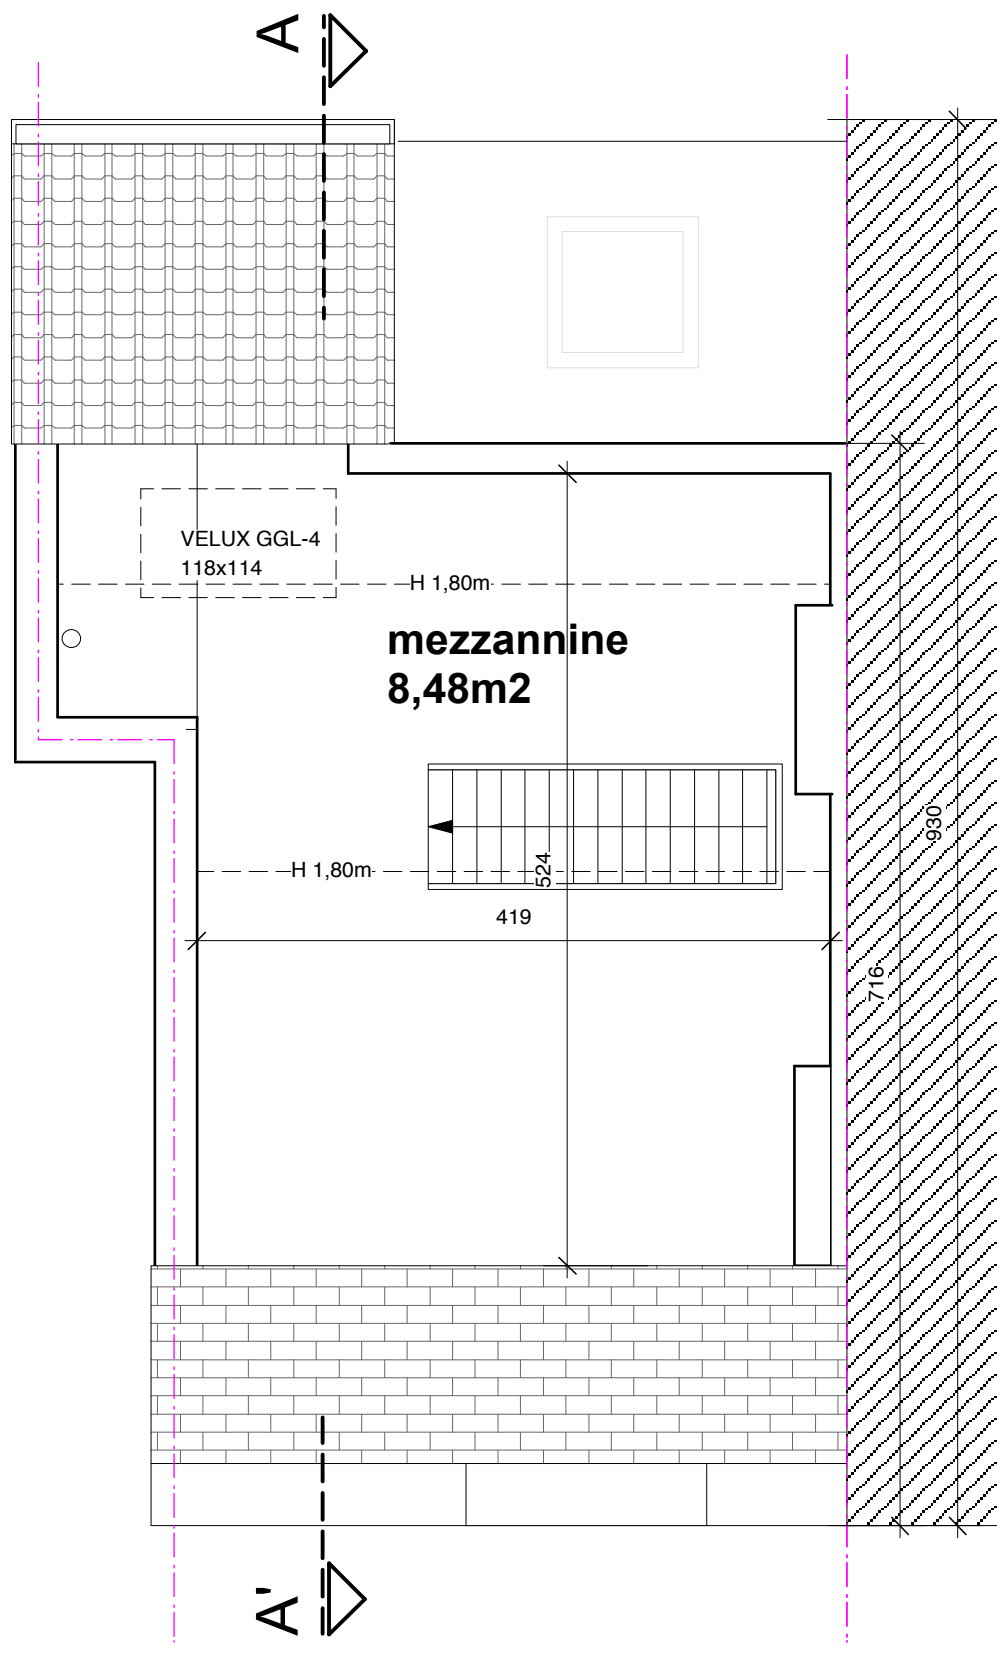 A
VELUX GGL-4
118x114
H 1,80m
mezzannine
8,48m2
930
H 1,80m
524
419
716
A'